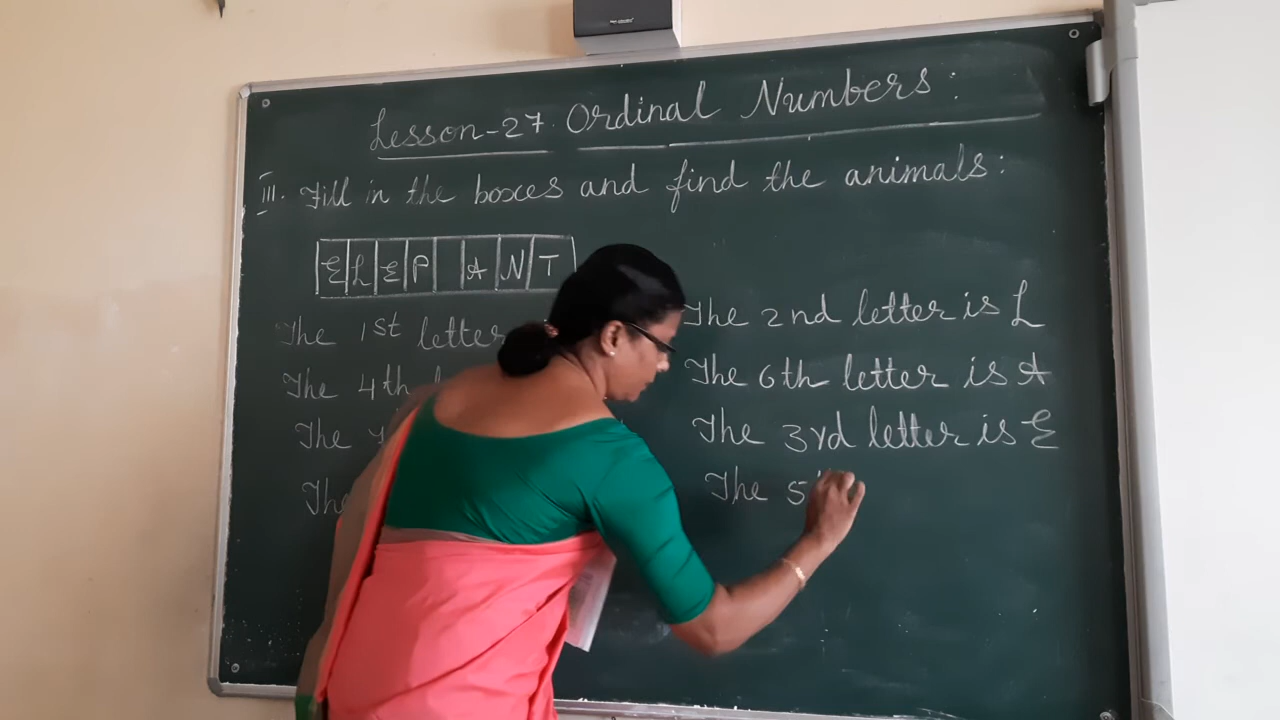 Lesson-27. Ordinal Numbers:
III. Fill in the boxes and find the animals:
E L E P A N T
The 1st letter
The 2nd letter is L
The 4th
The 6th letter is A
The
The 3rd letter is E
The
The 5